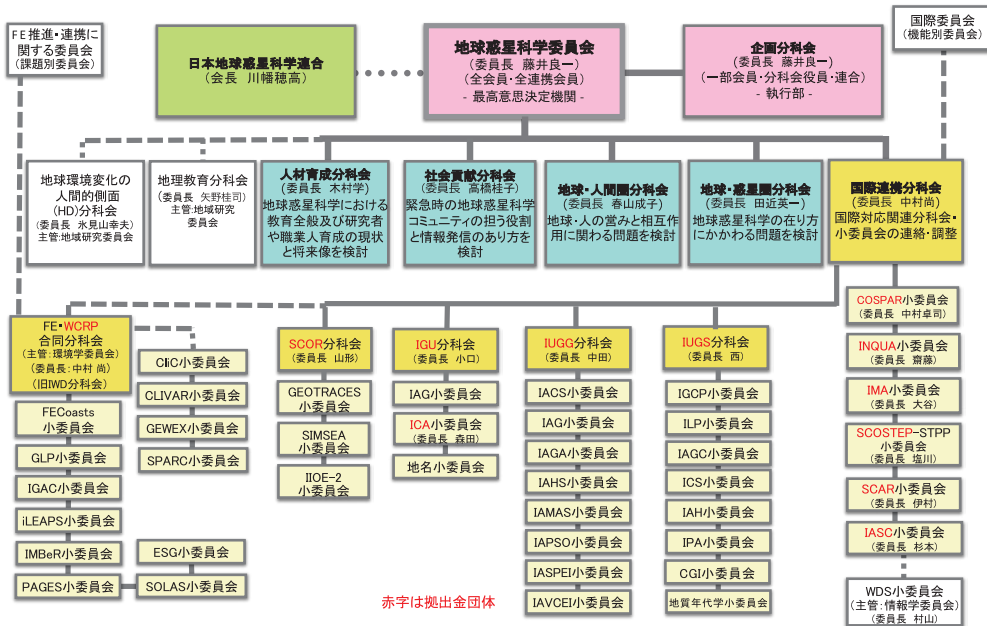 FE推進・連携に
関する委員会
(課題別委員会)
日本地球惑星科学連合
(会長 川幡穂高)
地球惑星科学委員会
(委員長 藤井良一)
(全会員・全連携会員)
- 最高意思決定機関 -
企画分科会
(委員長 藤井良一)
(一部会員・分科会役員・連合)
- 執行部 -
国際委員会
(機能別委員会)
地球環境変化の
人間的側面
(HD)分科会
(委員長 氷見山幸夫)
主管:地域研究委員会
地理教育分科会
(委員長 矢野桂司)
主管:地域研究
委員会
人材育成分科会
(委員長 木村学)
地球惑星科学における
教育全般及び研究者
や職業人育成の現状
と将来像を検討
社会貢献分科会
(委員長 高橋桂子)
緊急時の地球惑星科学
コミュニティの担う役割
と情報発信のあり方を
検討
地球・人間圏分科会
(委員長 春山成子)
地球・人の営みと相互作
用に関わる問題を検討
地球・惑星圏分科会
(委員長 田近英一)
地球惑星科学の在り方
にかかわる問題を検討
国際連携分科会
(委員長 中村尚)
国際対応関連分科会・
小委員会の連絡・調整
FE・WCRP
合同分科会
(主管:環境学委員会)
(委員長:中村 尚)
(旧IWD分科会)
FECoasts
小委員会
GLP小委員会
IGAC小委員会
iLEAPS小委員会
IMBeR小委員会
PAGES小委員会
CliC小委員会
CLIVAR小委員会
GEWEX小委員会
SPARC小委員会
ESG小委員会
SOLAS小委員会
SCOR分科会
(委員長 山形)
GEOTRACES
小委員会
SIMSEA
小委員会
IIOE-2
小委員会
IGU分科会
(委員長 小口)
IAG小委員会
ICA小委員会
(委員長 森田)
地名小委員会
IUGG分科会
(委員長 中田)
IACS小委員会
IAG小委員会
IAGA小委員会
IAHS小委員会
IAMAS小委員会
IAPSO小委員会
IASPEI小委員会
IAVCEI小委員会
IUGS分科会
(委員長 西)
IGCP小委員会
ILP小委員会
IAGC小委員会
ICS小委員会
IAH小委員会
IPA小委員会
CGI小委員会
地質年代学小委員会
COSPAR小委員会
(委員長 中村卓司)
INQUA小委員会
(委員長 齋藤)
IMA小委員会
(委員長 大谷)
SCOSTEP-STPP
小委員会
(委員長 塩川)
SCAR小委員会
(委員長 伊村)
IASC小委員会
(委員長 杉本)
WDS小委員会
(主管:情報学委員会)
(委員長 村山)
赤字は拠出金団体